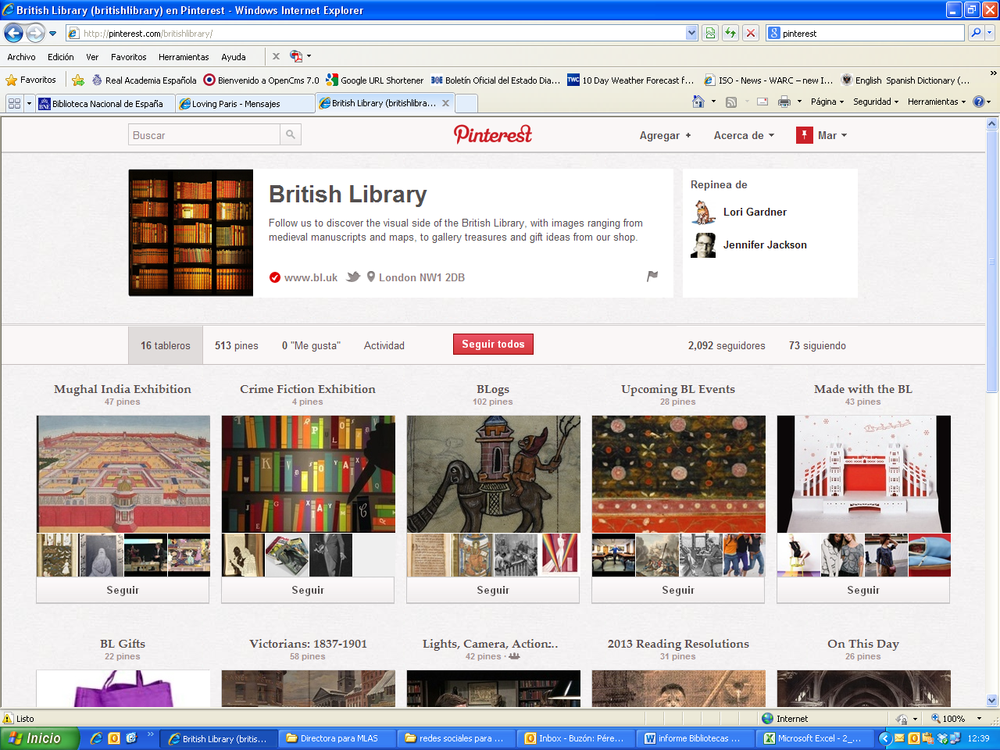 British Library (britishlibrary) en Pinterest - Windows Internet Explorer
http://pinterest.com/britishlibrary/
pinterest
Archivo Edición Ver Favoritos Herramientas Ayuda
Favoritos Real Academia Española Bienvenido a OpenCms 7.0 Google URL Shortener BOE Boletín Oficial del Estado Dia... TWC 10 Day Weather Forecast f... ISO - News - WARC – new I... English Spanish Dictionary (...
BNE Biblioteca Nacional de España Loving Paris - Mensajes British Library (britishlibra... Página Seguridad Herramientas
Buscar Pinterest Agregar + Acerca de Mar
British Library
Follow us to discover the visual side of the British Library, with images ranging from
medieval manuscripts and maps, to gallery treasures and gift ideas from our shop.
www.bl.uk London NW1 2DB
Repinea de
Lori Gardner
Jennifer Jackson
16 tableros 513 pines 0 "Me gusta" Actividad Seguir todos 2,092 seguidores 73 siguiendo
Mughal India Exhibition Crime Fiction Exhibition BLogs Upcoming BL Events Made with the BL
47 pines 4 pines 102 pines 28 pines 43 pines
Seguir Seguir Seguir Seguir Seguir
BL Gifts Victorians: 1837-1901 Lights, Camera, Action:.. 2013 Reading Resolutions On This Day
22 pines 58 pines 42 pines · 31 pines 26 pines
Listo Internet 100%
Inicio British Library (britis... Directora para MLAS redes sociales para ... Inbox - Buzón: Pére... informe Bibliotecas ... Microsoft Excel - 2_... 12:39